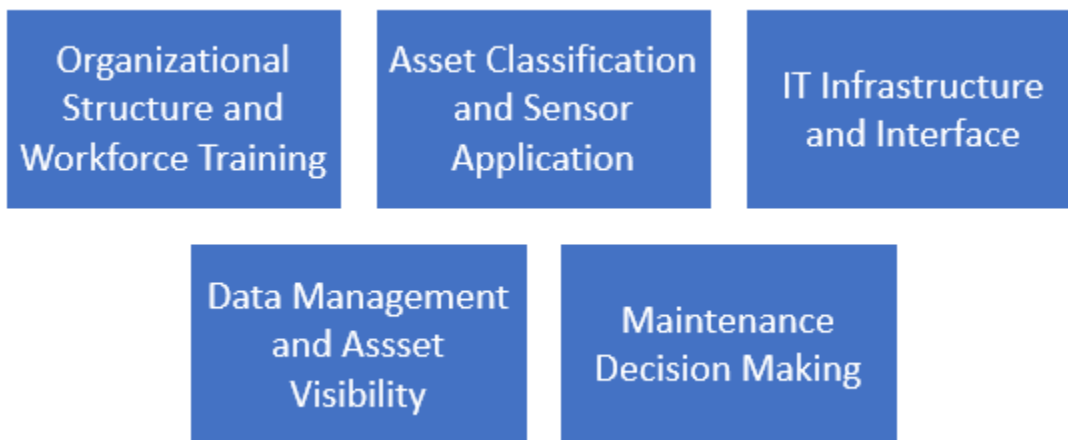 Organizational
Structure and
Workforce Training
Asset Classification
and Sensor
Application
IT Infrastructure
and Interface
Data Management
and Assset
Visibility
Maintenance
Decision Making